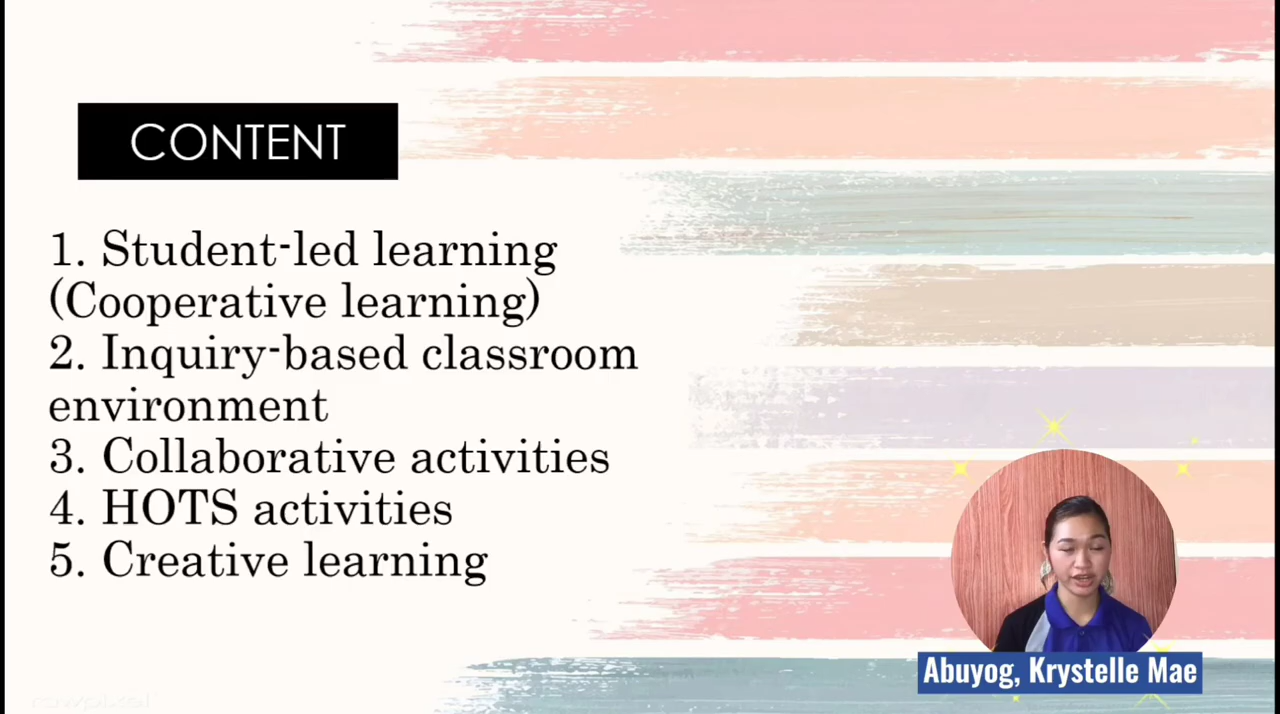 CONTENT
1. Student-led learning
(Cooperative learning)
2. Inquiry-based classroom
environment
3. Collaborative activities
4. HOTS activities
5. Creative learning
Abuyog, Krystelle Mae
rawpixel